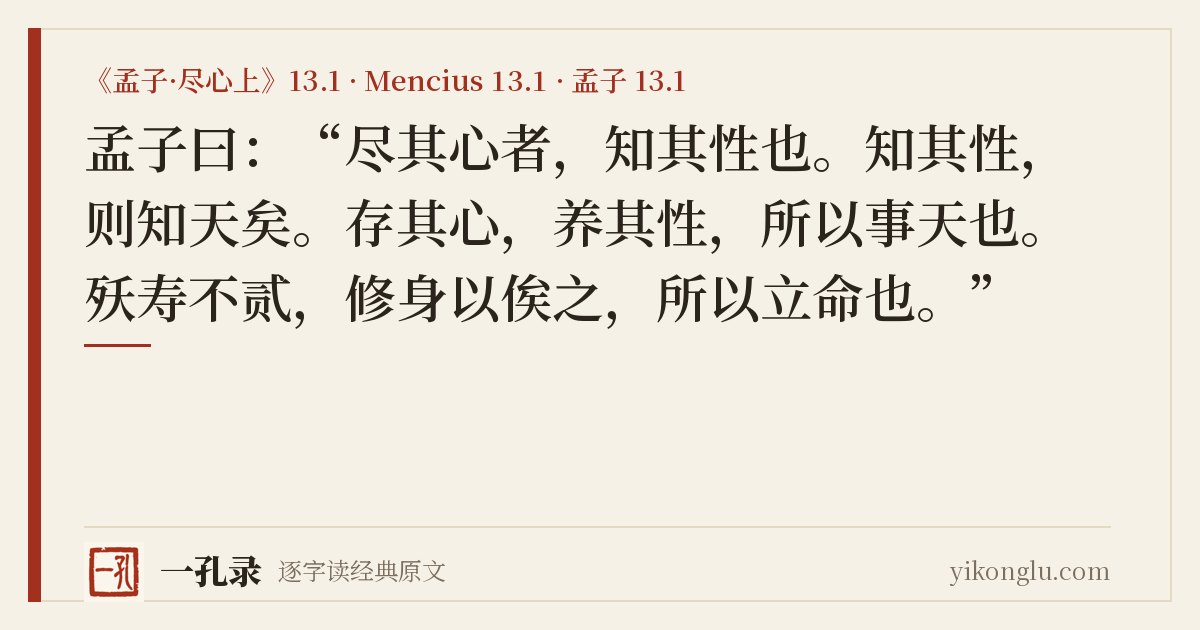 《孟子·尽心上》13.1 · Mencius 13.1 · 孟子 13.1
孟子曰：“尽其心者，知其性也。知其性，
则知天矣。存其心，养其性，所以事天也。
殀寿不贰，修身以俟之，所以立命也。”
一孔
一孔录 逐字读经典原文
yikonglu.com